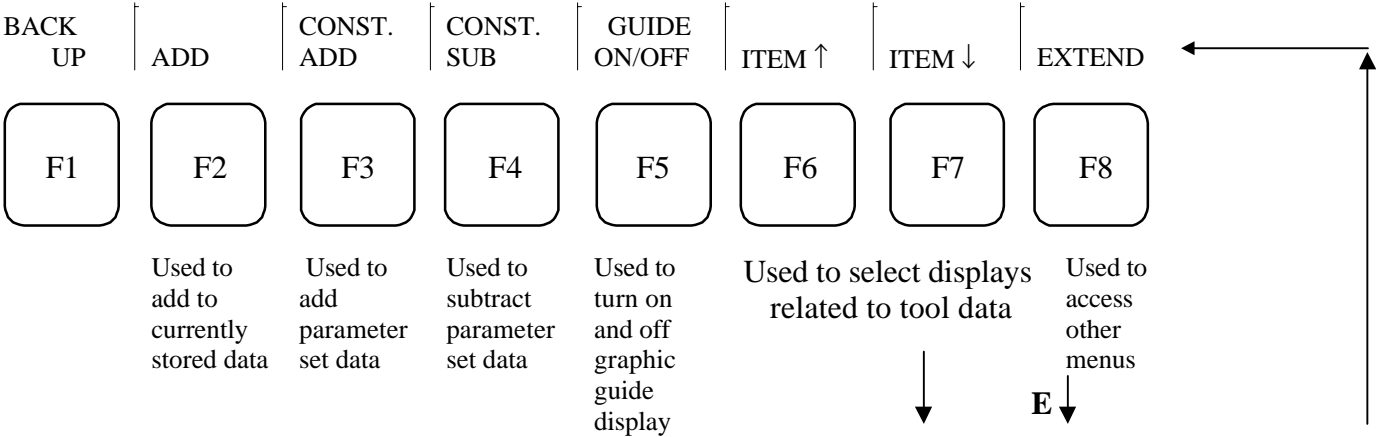 BACK UP
ADD
CONST. ADD
CONST. SUB
GUIDE ON/OFF
ITEM ↑
ITEM ↓
EXTEND
F1
F2
F3
F4
F5
F6
F7
F8
Used to
add to
currently
stored data
Used to
add
parameter
set data
Used to
subtract
parameter
set data
Used to
turn on
and off
graphic
guide
display
Used to select displays
related to tool data
Used to
access
other
menus
E